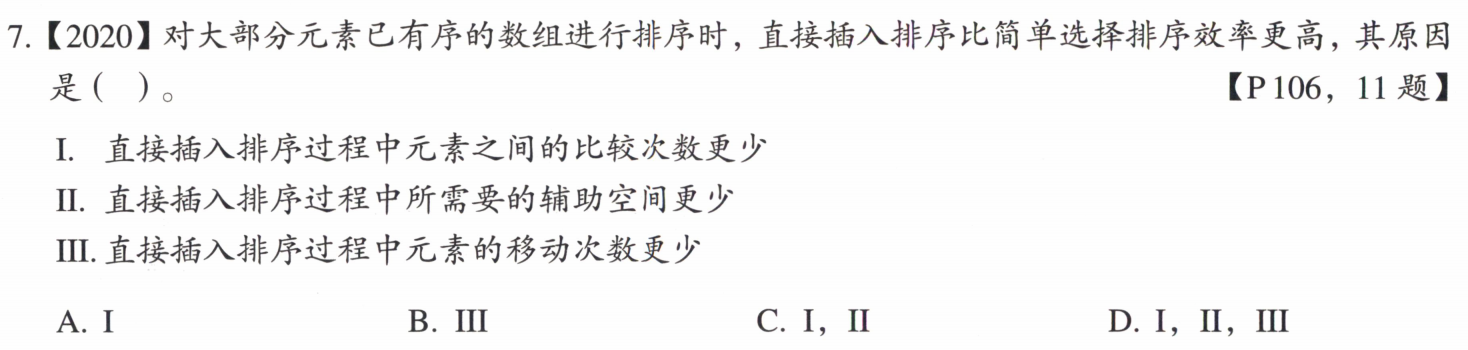 7.【2020】对大部分元素已有序的数组进行排序时，直接插入排序比简单选择排序效率更高，其原因
是（ ）。 【P106，11 题】
I. 直接插入排序过程中元素之间的比较次数更少
II. 直接插入排序过程中所需要的辅助空间更少
III. 直接插入排序过程中元素的移动次数更少
A. I B. III C. I，II D. I，II，III